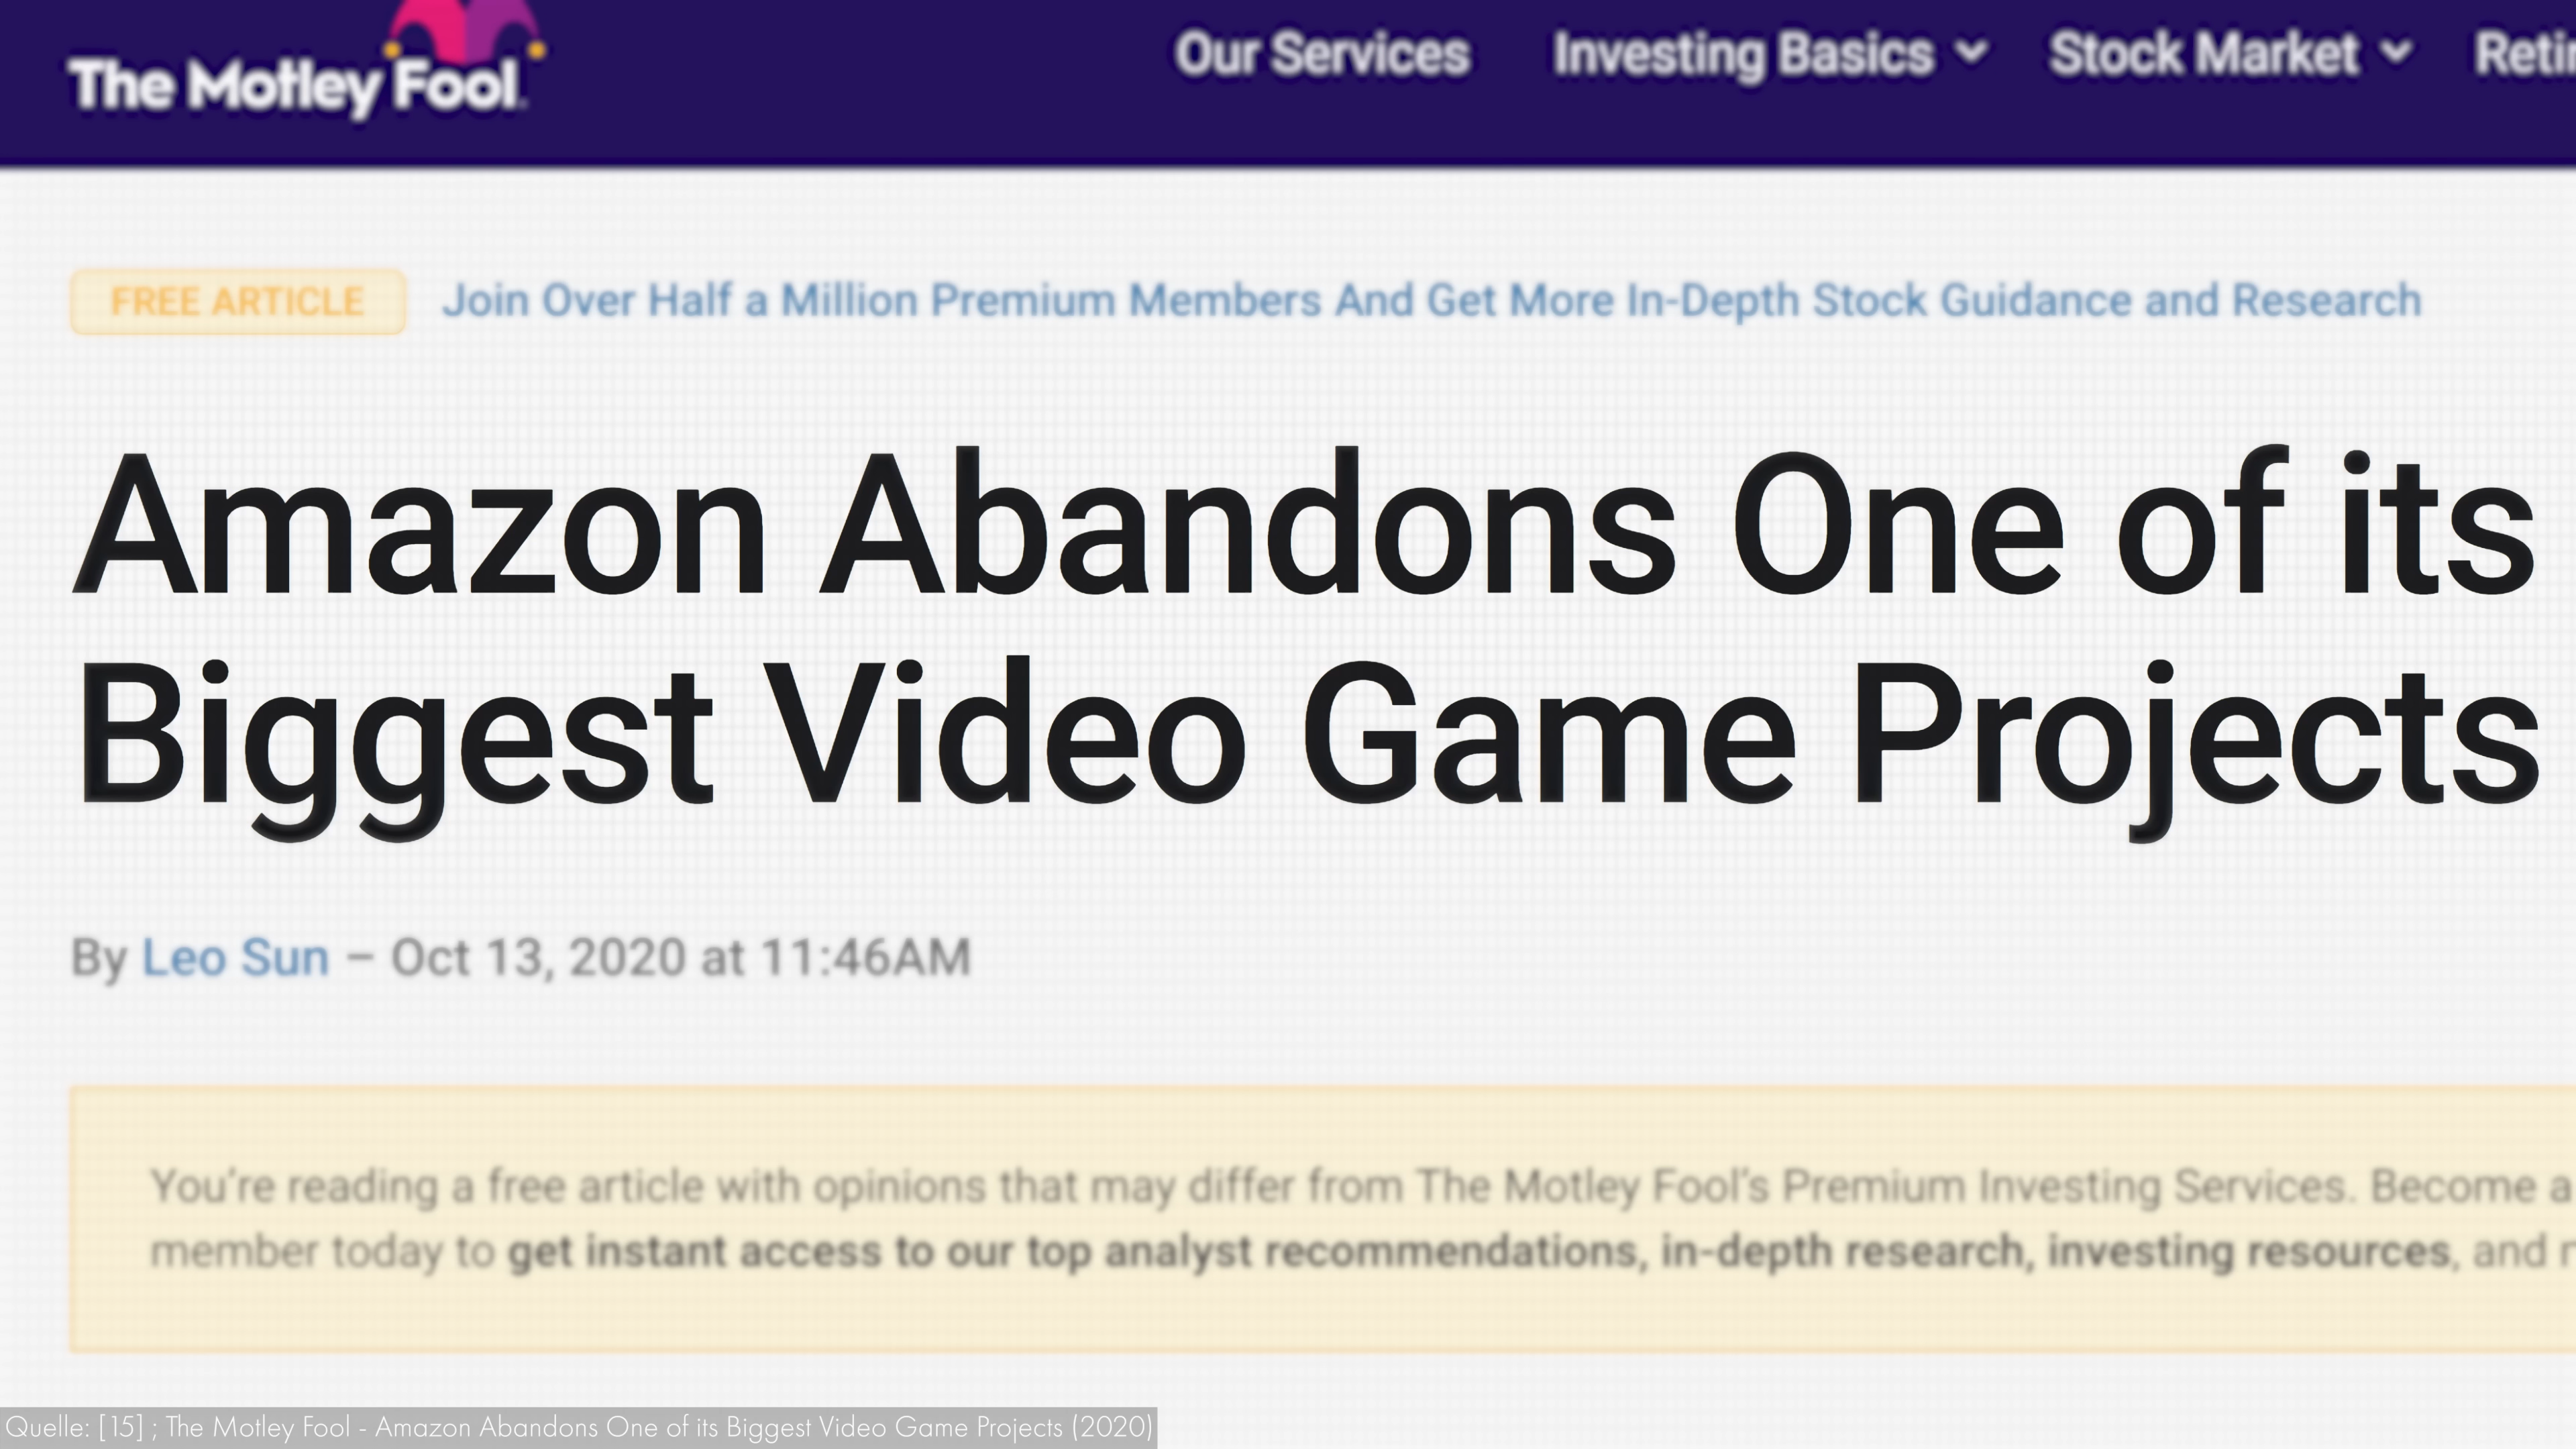 The Motley Fool.
Our Services Investing Basics Stock Market
FREE ARTICLE Join Over Half a Million Premium Members And Get More In-Depth Stock Guidance and Research
Amazon Abandons One of its
Biggest Video Game Projects
By Leo Sun – Oct 13, 2020 at 11:46AM
You’re reading a free article with opinions that may differ from The Motley Fool’s Premium Investing Services. Become a
member today to get instant access to our top analyst recommendations, in-depth research, investing resources, and
Quelle: [15] ; The Motley Fool - Amazon Abandons One of its Biggest Video Game Projects (2020)